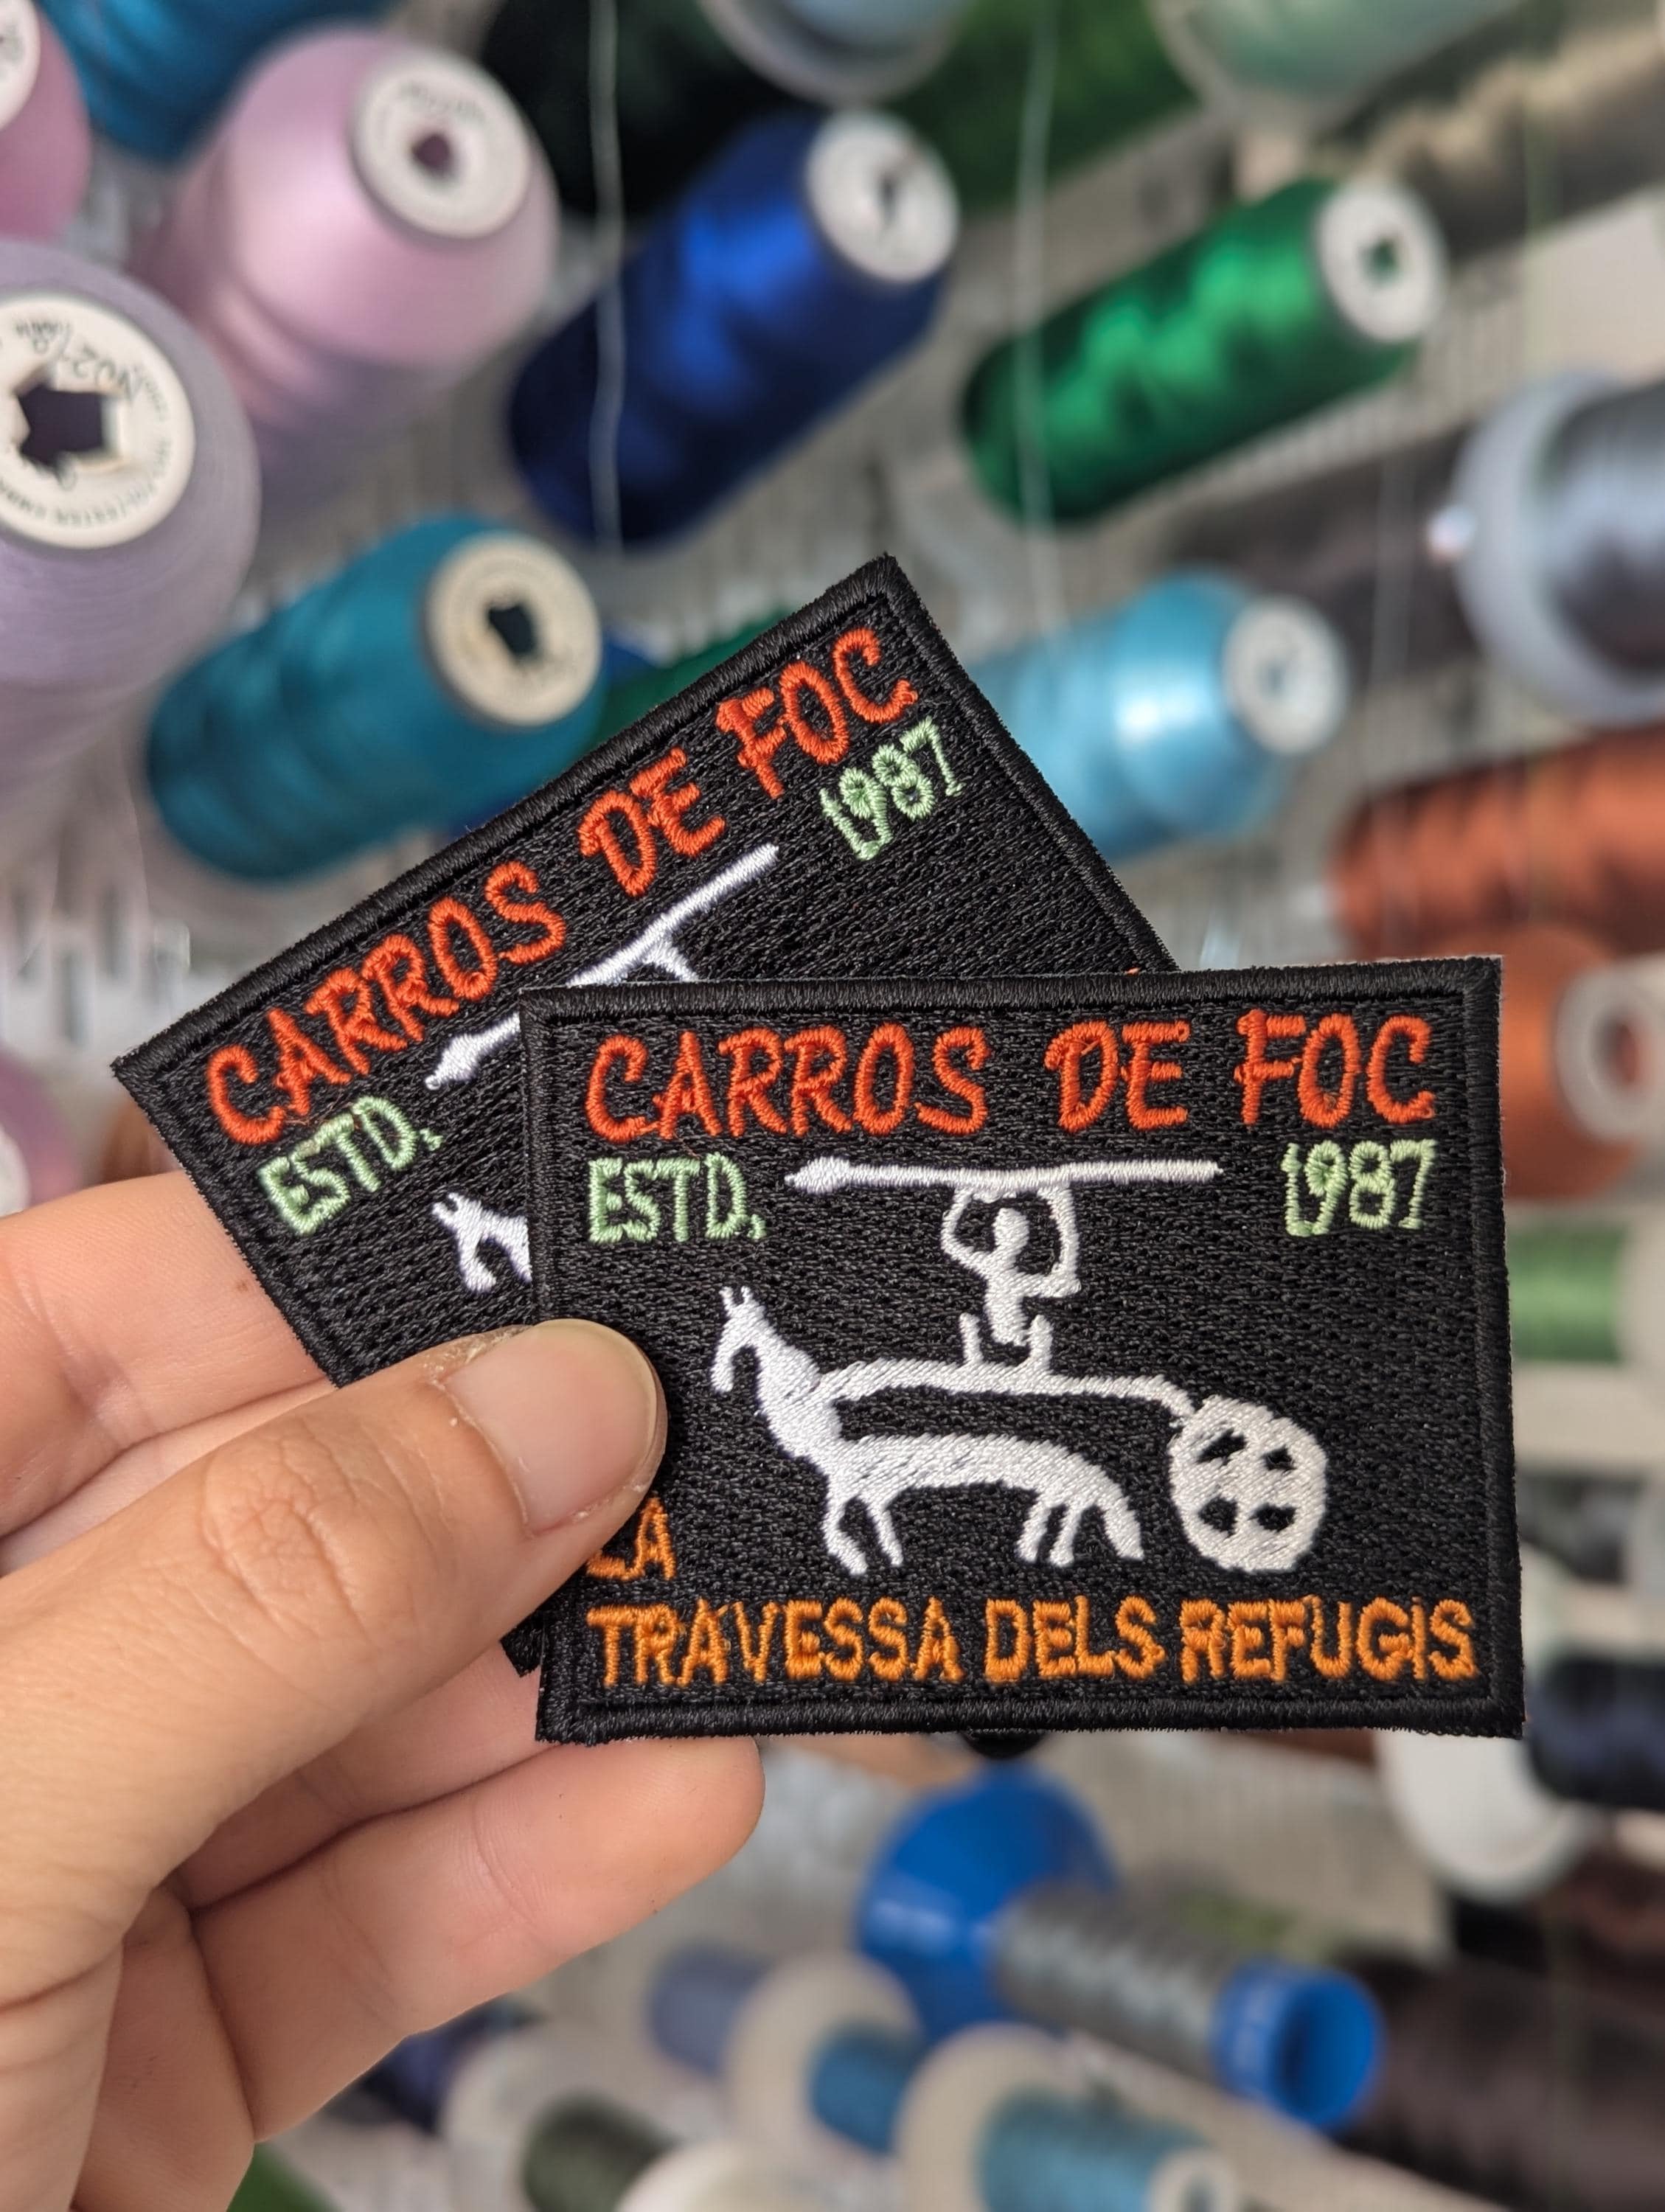 CARROS DE FOC
1987
ESTD.
CARROS DE FOC
ESTD. 1987
LA
TRAVESSA DELS REFUGIS